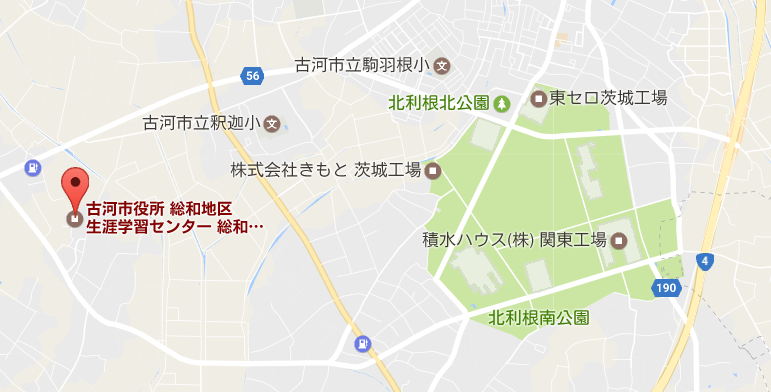 古河市立駒羽根小
文
56
北利根北公園
東セロ茨城工場
古河市立釈迦小
文
株式会社きもと 茨城工場
古河市役所 総和地区
生涯学習センター 総和…
積水ハウス(株) 関東工場
4
190
北利根南公園